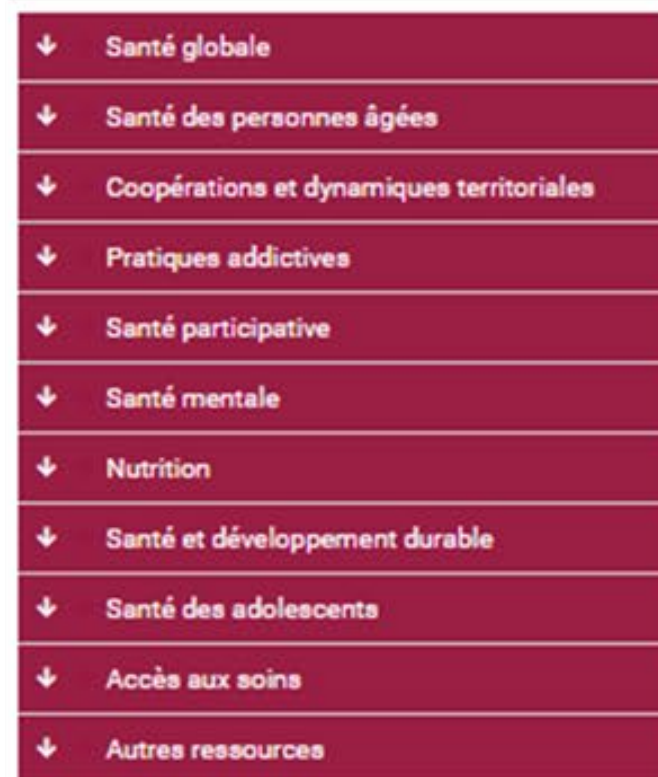 Santé globale
Santé des personnes âgées
Coopérations et dynamiques territoriales
Pratiques addictives
Santé participative
Santé mentale
Nutrition
Santé et développement durable
Santé des adolescents
Accès aux soins
Autres ressources